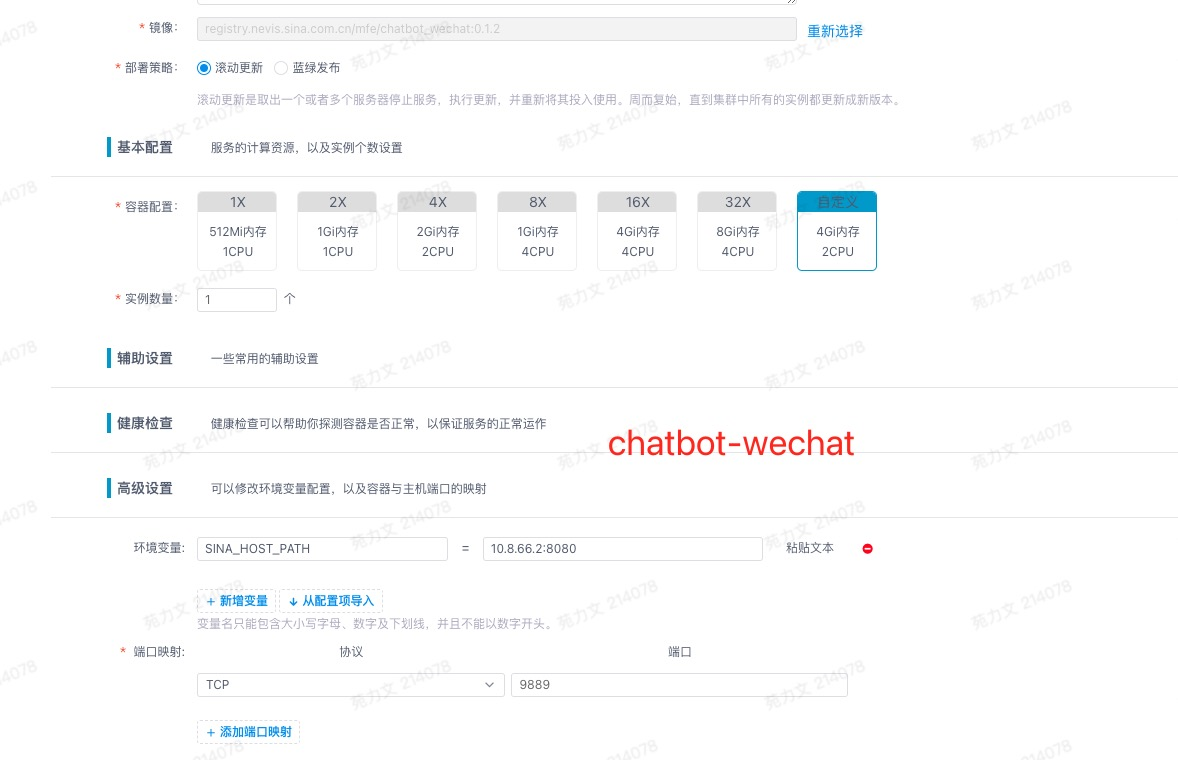 * 镜像: registry.nevis.sina.com.cn/mfe/chatbot_wechat:0.1.2 重新选择
* 部署策略: 滚动更新 蓝绿发布
滚动更新是取出一个或者多个服务器停止服务，执行更新，并重新将其投入使用。周而复始，直到集群中所有的实例都更新成新版本。
基本配置 服务的计算资源，以及实例个数设置
* 容器配置: 1X 2X 4X 8X 16X 32X 自定义
512Mi内存 1Gi内存 2Gi内存 1Gi内存 4Gi内存 8Gi内存 4Gi内存
1CPU 1CPU 2CPU 4CPU 4CPU 4CPU 2CPU
* 实例数量: 1 个
辅助设置 一些常用的辅助设置
健康检查 健康检查可以帮助你探测容器是否正常，以保证服务的正常运作
chatbot-wechat
高级设置 可以修改环境变量配置，以及容器与主机端口的映射
环境变量: SINA_HOST_PATH = 10.8.66.2:8080 粘贴文本
+ 新增变量 ↓ 从配置项导入
变量名只能包含大小写字母、数字及下划线，并且不能以数字开头。
* 端口映射: 协议 端口
TCP 9889
+ 添加端口映射
苑力文 214078